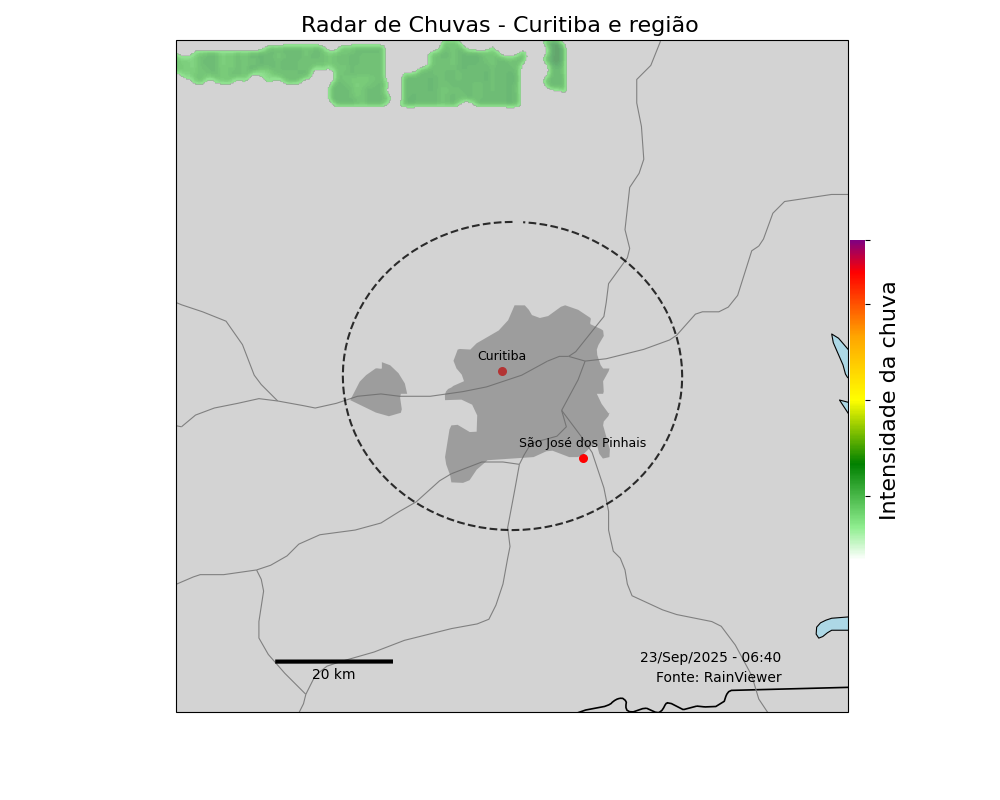 Radar de Chuvas - Curitiba e região
Curitiba
São José dos Pinhais
Intensidade da chuva
20 km
23/Sep/2025 - 06:40
Fonte: RainViewer